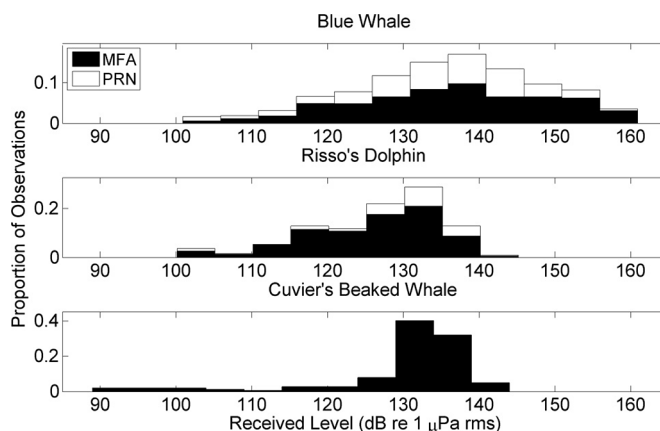 Blue Whale
MFA
PRN
0.1
0
90 100 110 120 130 140 150 160
Risso's Dolphin
0.2
0
90 100 110 120 130 140 150 160
Cuvier's Beaked Whale
0.4
0.2
0
90 100 110 120 130 140 150 160
Received Level (dB re 1 μPa rms)
Proportion of Observations